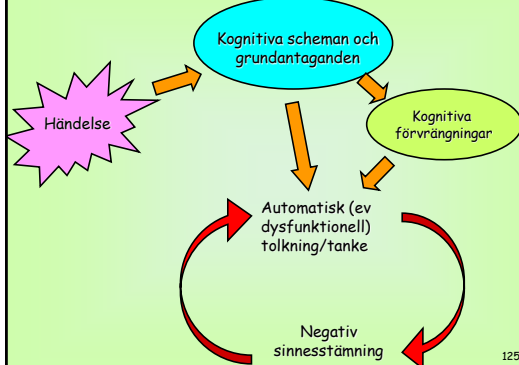 Kognitiva scheman och
grundantaganden
Händelse
Kognitiva
förvrängningar
Automatisk (ev
dysfunktionell)
tolkning/tanke
Negativ
sinnesstämning
125